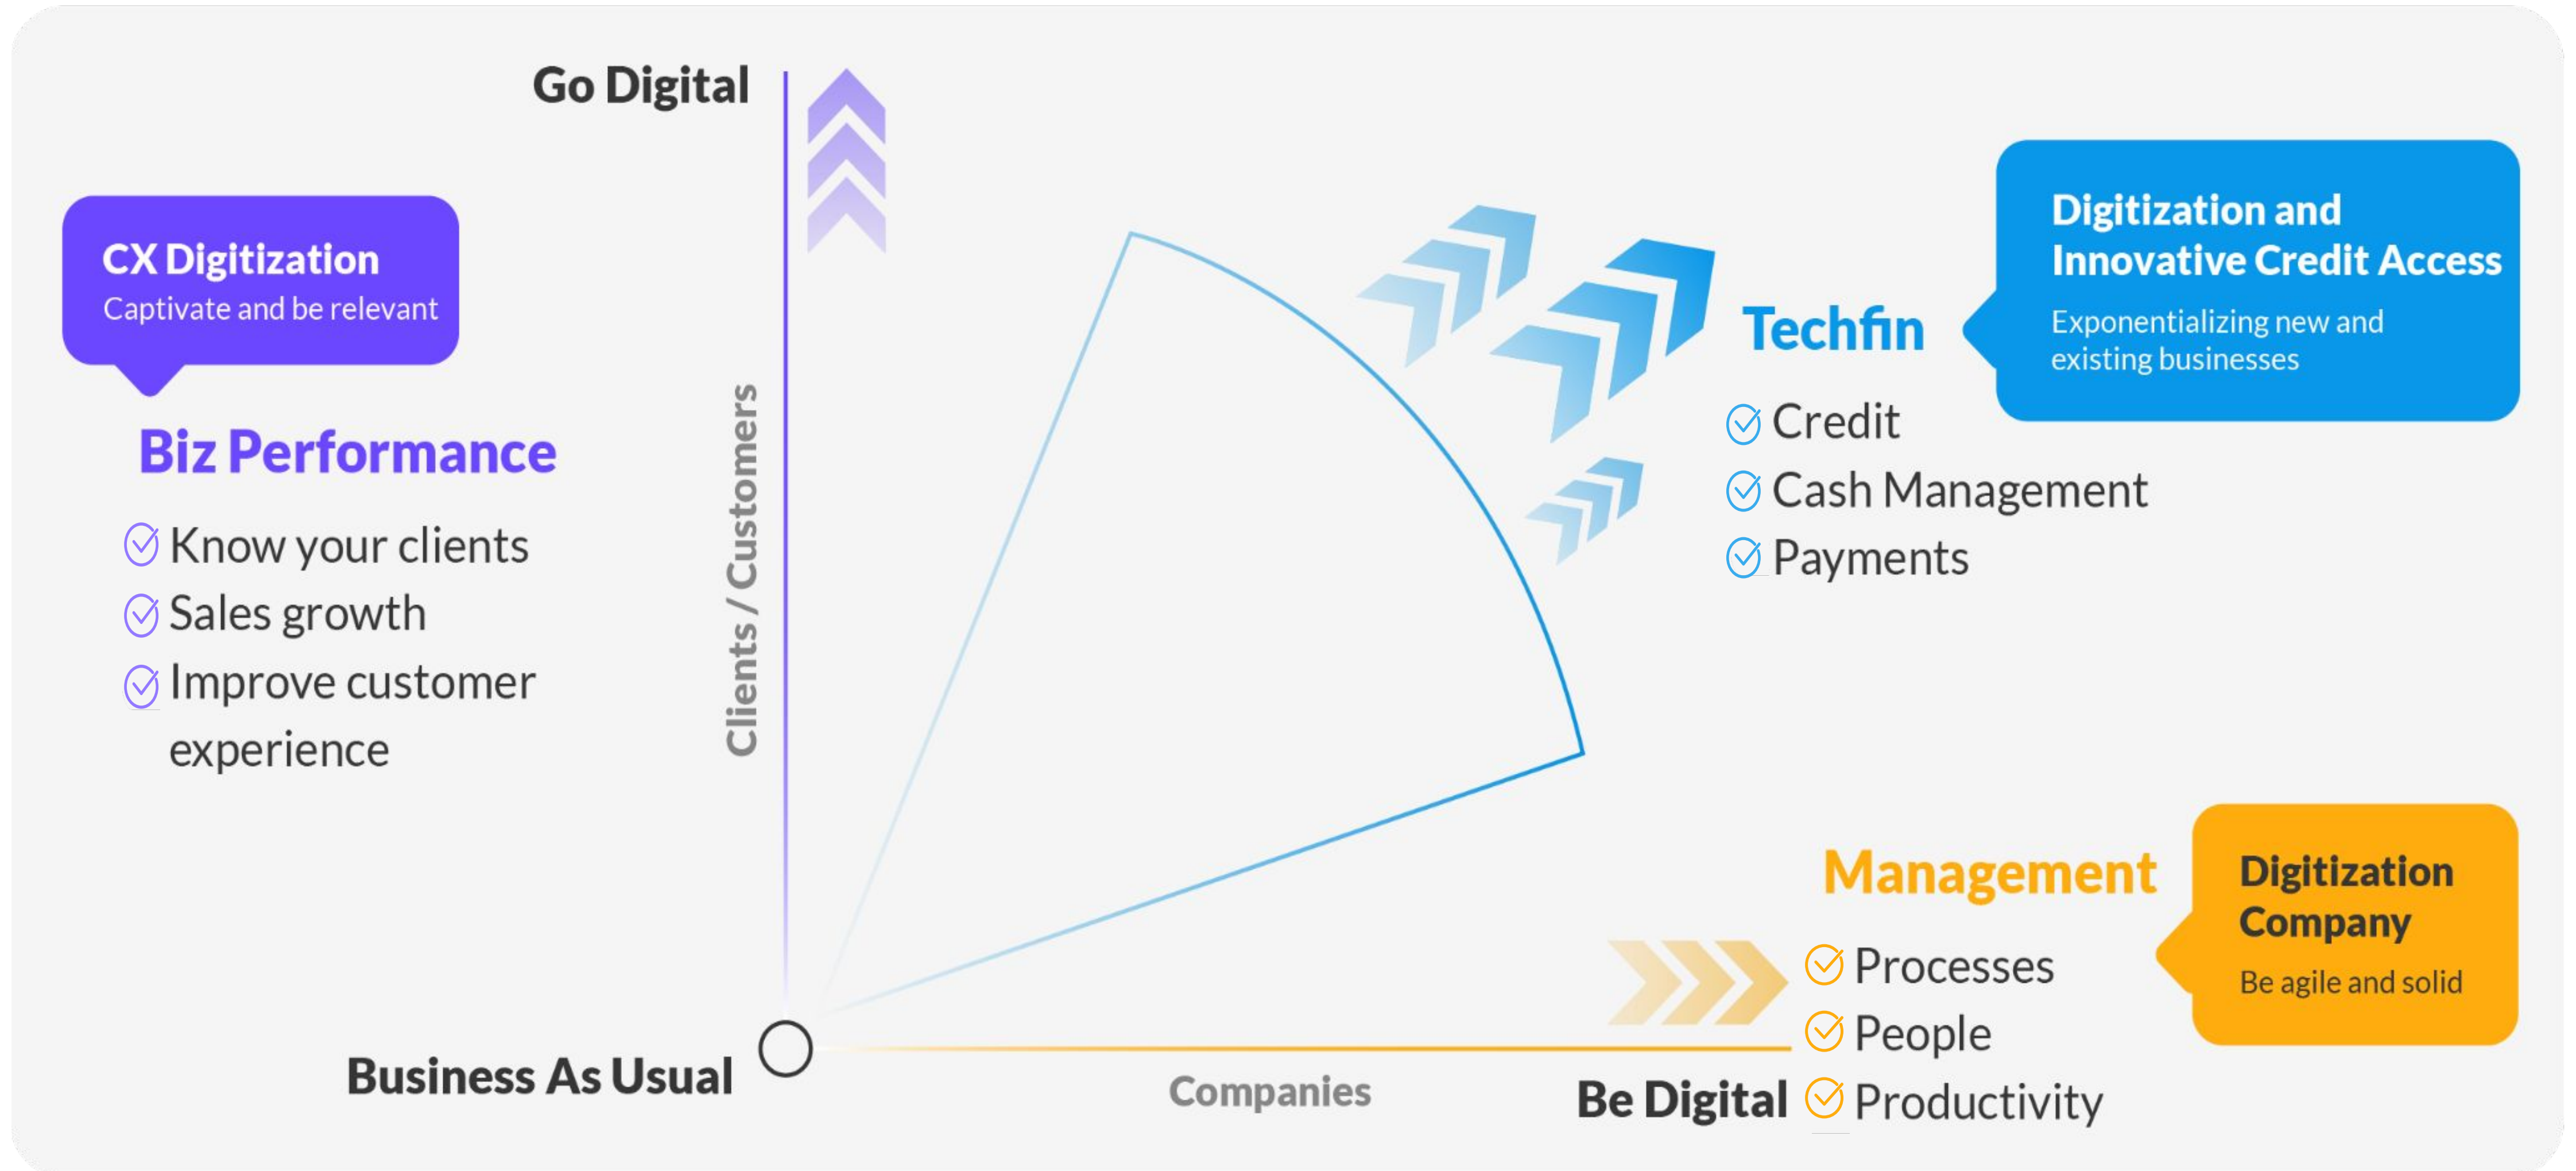 Go Digital
CX Digitization
Captivate and be relevant
Biz Performance
Know your clients
Sales growth
Improve customer
experience
Clients / Customers
Techfin
Credit
Cash Management
Payments
Digitization and
Innovative Credit Access
Exponentializing new and
existing businesses
Management
Processes
People
Productivity
Digitization
Company
Be agile and solid
Business As Usual
Companies
Be Digital